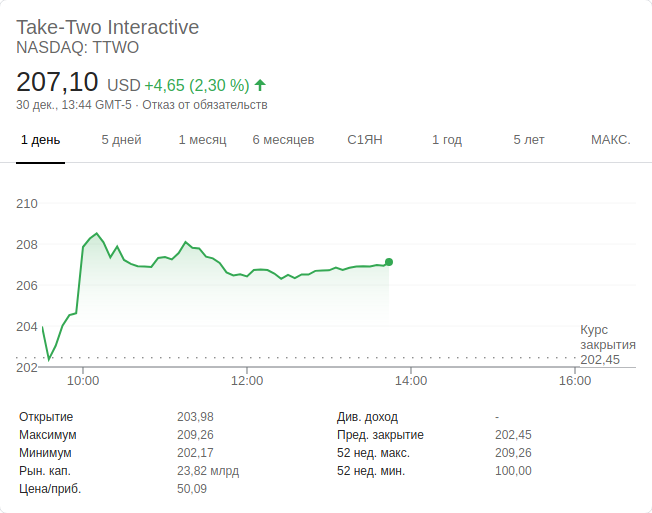 Take-Two Interactive
NASDAQ: TTWO
207,10 USD +4,65 (2,30 %)
30 дек., 13:44 GMT-5 · Отказ от обязательств
1 день 5 дней 1 месяц 6 месяцев С1ЯН 1 год 5 лет МАКС.
210
208
206
204
202
Курс
закрытия
202,45
10:00 12:00 14:00 16:00
Открытие 203,98
Максимум 209,26
Минимум 202,17
Рын. кап. 23,82 млрд
Цена/приб. 50,09
Див. доход -
Пред. закрытие 202,45
52 нед. макс. 209,26
52 нед. мин. 100,00